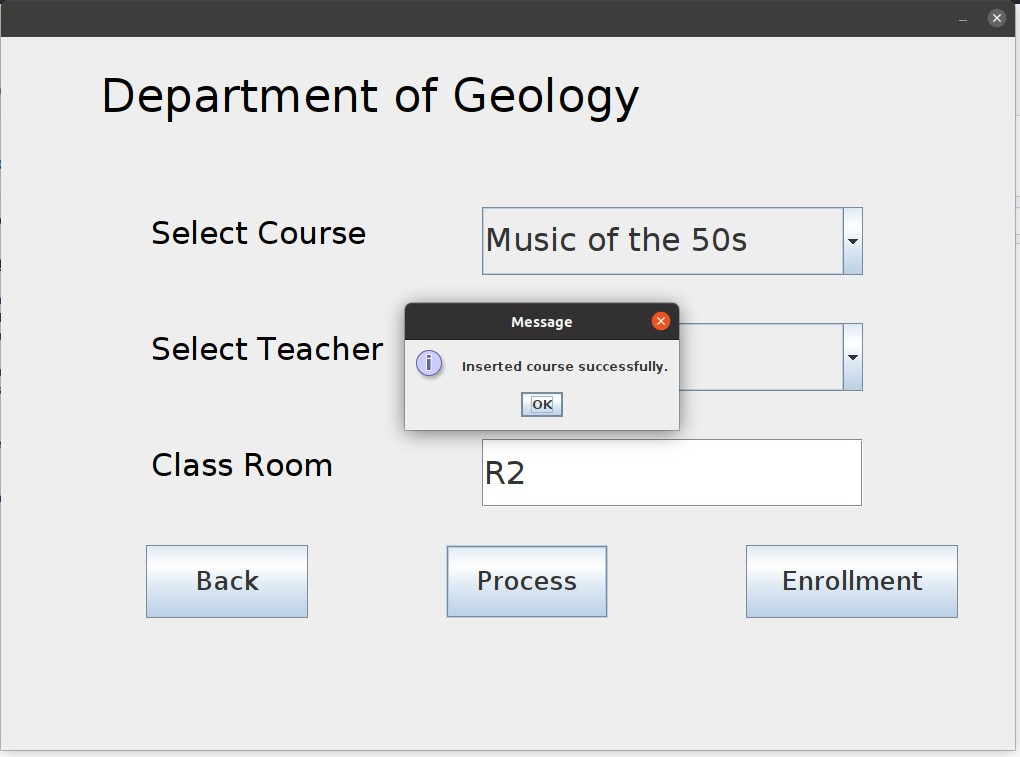 Department of Geology
Select Course
Music of the 50s
Message
Select Teacher
i
Inserted course successfully.
OK
Class Room
R2
Back
Process
Enrollment